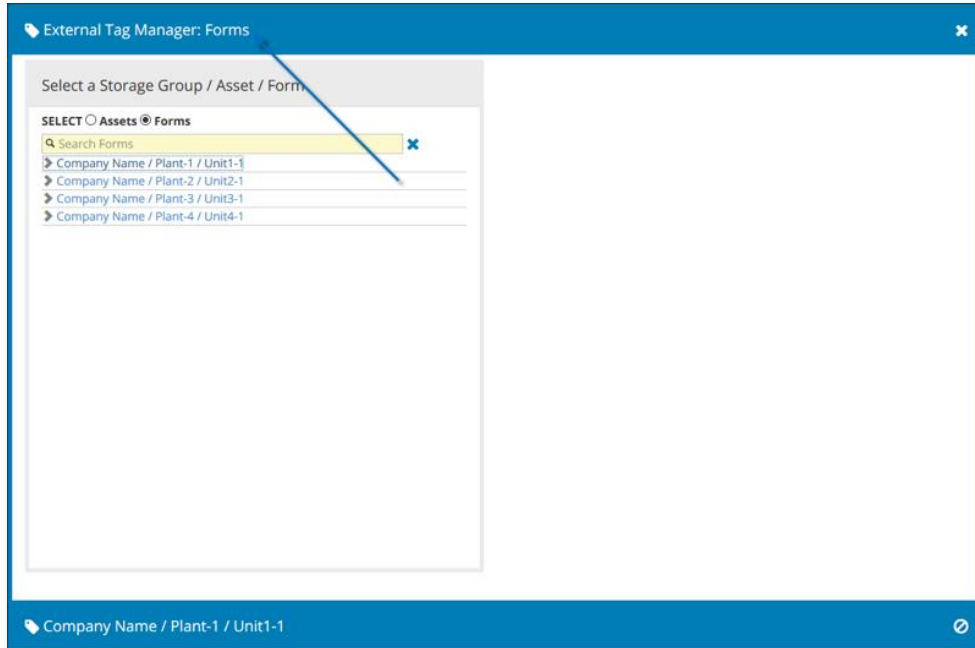 External Tag Manager: Forms
Select a Storage Group / Asset / Form
SELECT Assets Forms
Search Forms
Company Name / Plant-1 / Unit1-1
Company Name / Plant-2 / Unit2-1
Company Name / Plant-3 / Unit3-1
Company Name / Plant-4 / Unit4-1
Company Name / Plant-1 / Unit1-1